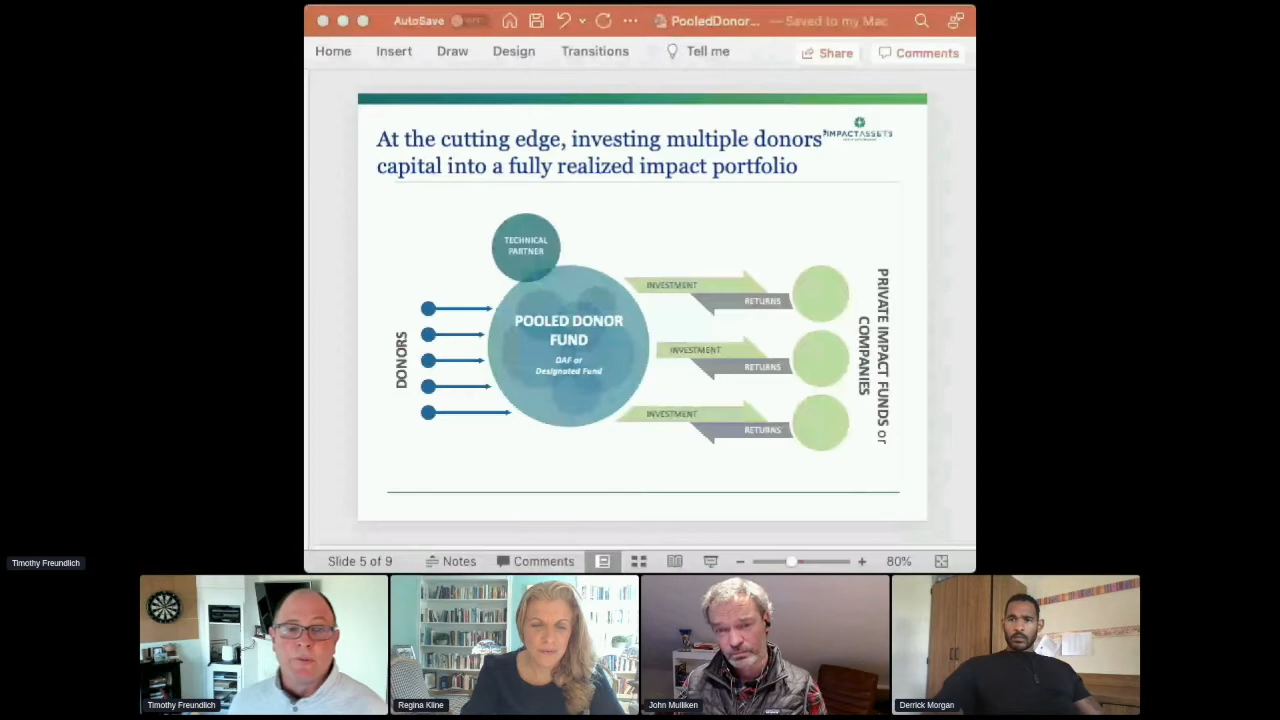 AutoSave
OFF
PooledDonor...
— Saved to my Mac
Home
Insert
Draw
Design
Transitions
Tell me
Share
Comments
At the cutting edge, investing multiple donors'
capital into a fully realized impact portfolio
IMPACTASSETS
TECHNICAL
PARTNER
DONORS
POOLED DONOR
FUND
DAF or
Designated Fund
INVESTMENT
RETURNS
INVESTMENT
RETURNS
INVESTMENT
RETURNS
PRIVATE IMPACT FUNDS or
COMPANIES
Slide 5 of 9
Notes
Comments
80%
Timothy Freundlich
Timothy Freundlich
Regina Kline
John Mulliken
Derrick Morgan